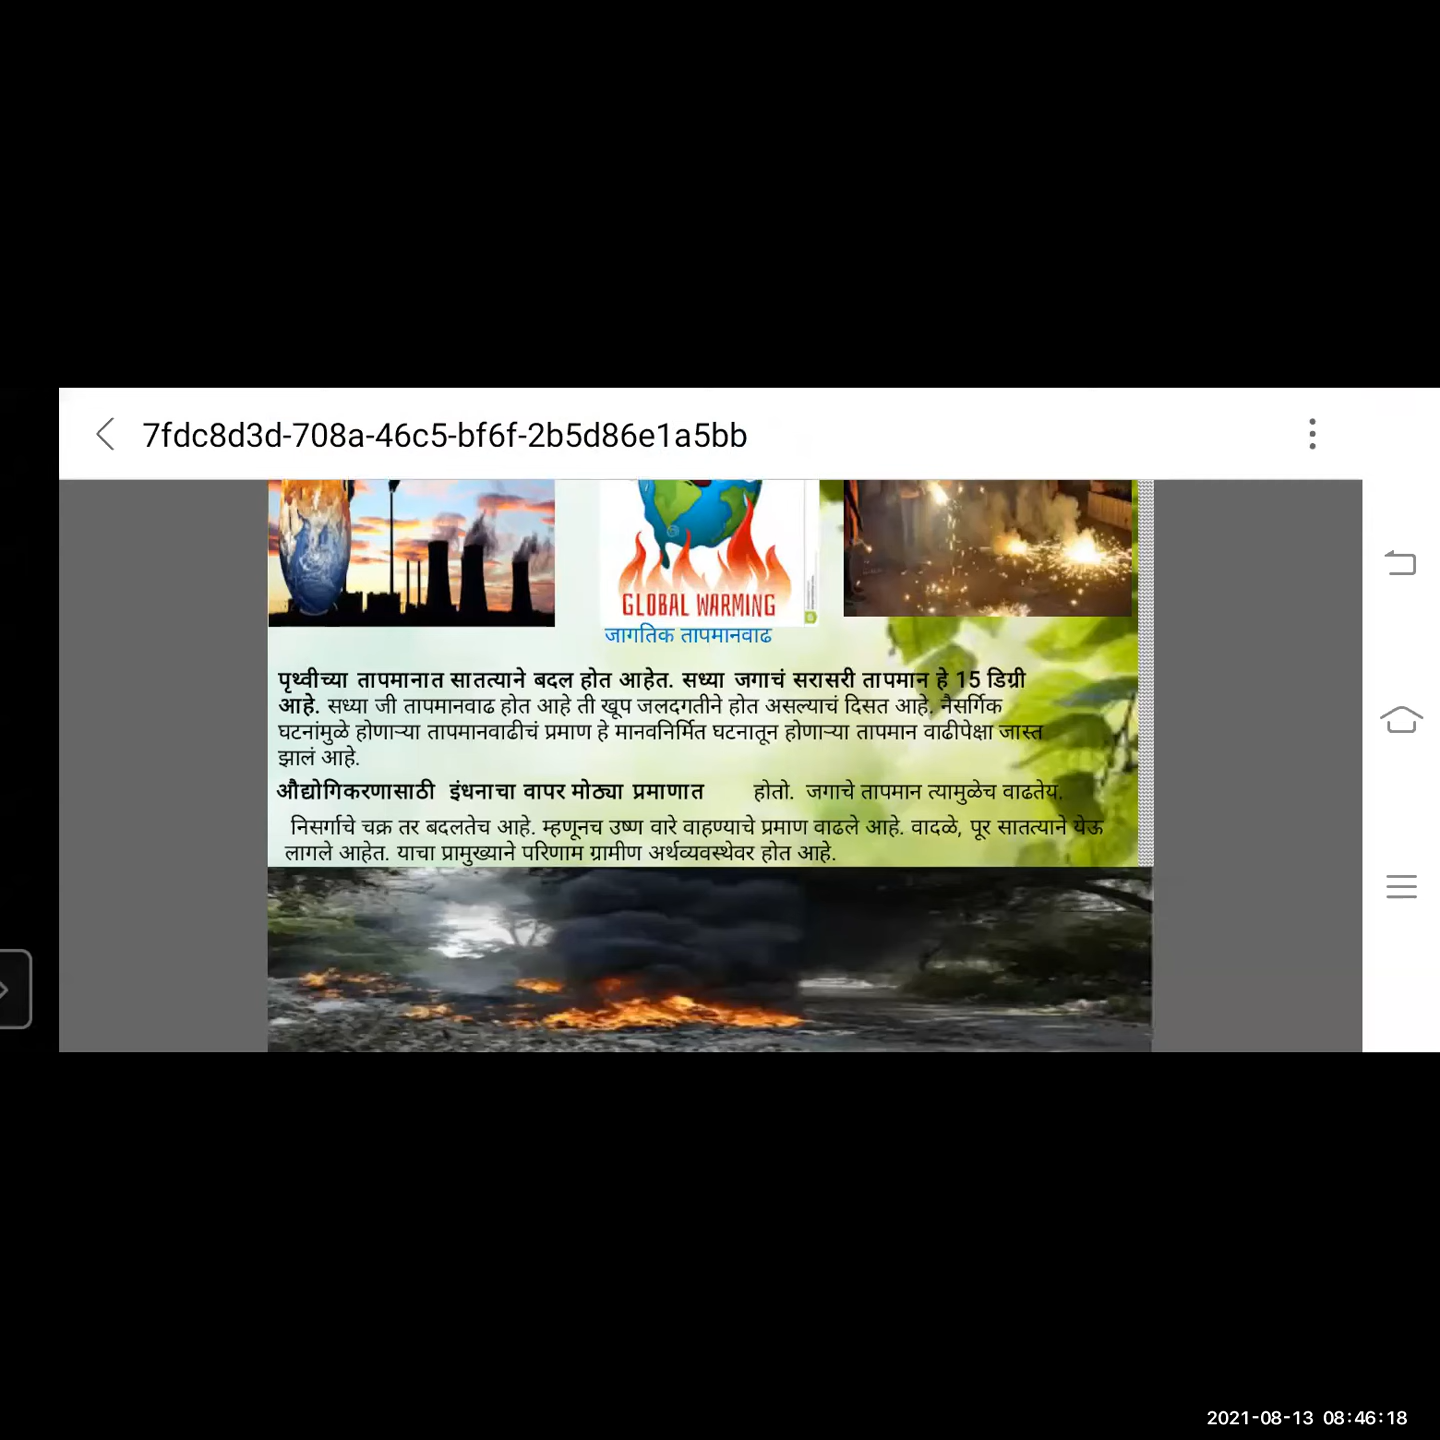 7fdc8d3d-708a-46c5-bf6f-2b5d86e1a5bb
GLOBAL WARMING
जागतिक तापमानवाढ
पृथ्वीच्या तापमानात सातत्याने बदल होत आहेत. सध्या जगाचं सरासरी तापमान हे 15 डिग्री
आहे. सध्या जी तापमानवाढ होत आहे ती खूप जलदगतीने होत असल्याचं दिसत आहे. नैसर्गिक
घटनांमुळे होणाऱ्या तापमानवाढीचं प्रमाण हे मानवनिर्मित घटनातून होणाऱ्या तापमान वाढीपेक्षा जास्त
झालं आहे.
औद्योगिकरणासाठी इंधनाचा वापर मोठ्या प्रमाणात होतो. जगाचे तापमान त्यामुळेच वाढतेय.
निसर्गाचे चक्र तर बदलतेच आहे. म्हणूनच उष्ण वारे वाहण्याचे प्रमाण वाढले आहे. वादळे, पूर सातत्याने येऊ
लागले आहेत. याचा प्रामुख्याने परिणाम ग्रामीण अर्थव्यवस्थेवर होत आहे.
2021-08-13 08:46:18